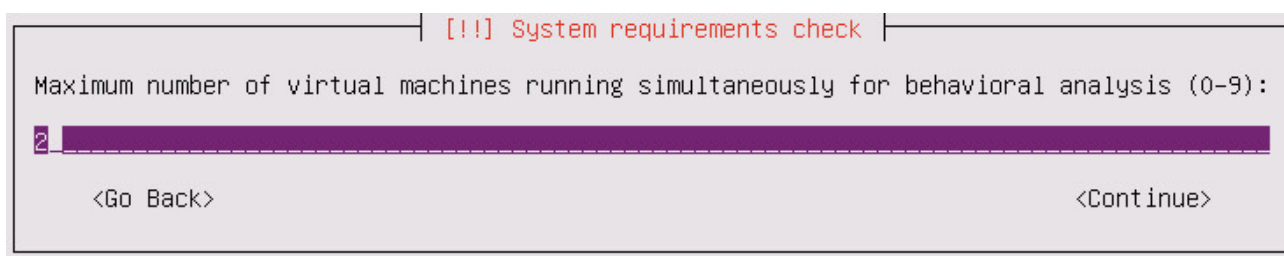 [!!] System requirements check
Maximum number of virtual machines running simultaneously for behavioral analysis (0-9):
2
<Go Back> <Continue>